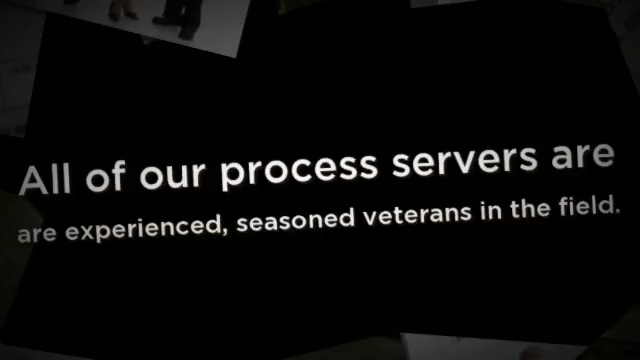 All of our process servers are
are experienced, seasoned veterans in the field.